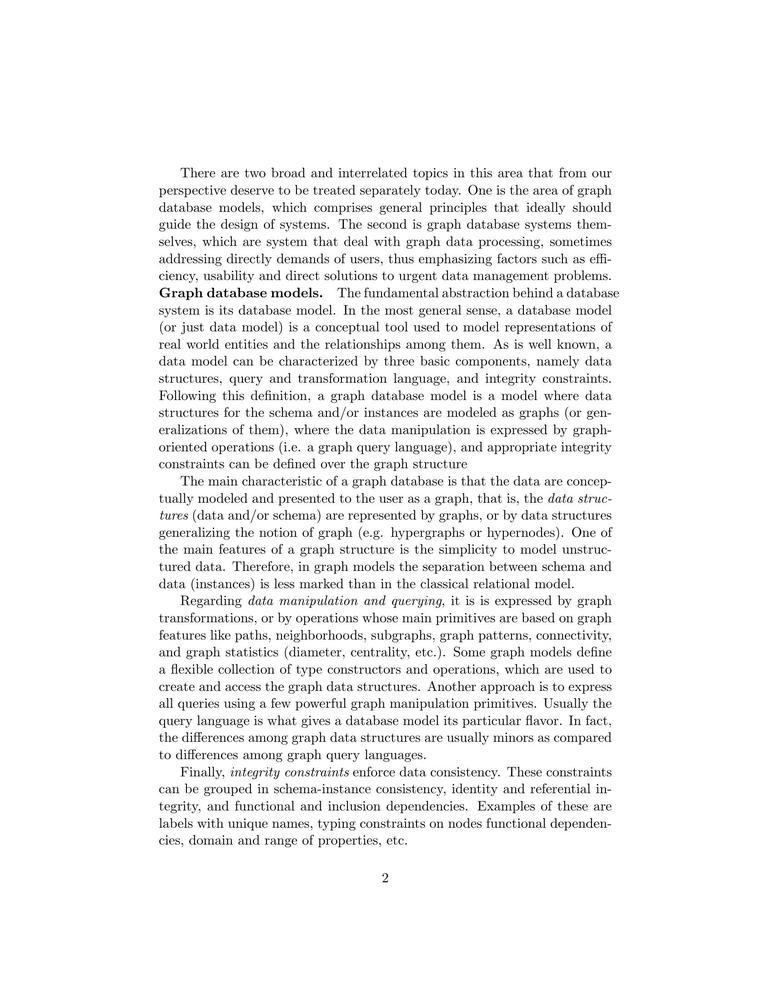 There are two broad and interrelated topics in this area that from our
perspective deserve to be treated separately today. One is the area of graph
database models, which comprises general principles that ideally should
guide the design of systems. The second is graph database systems them-
selves, which are system that deal with graph data processing, sometimes
addressing directly demands of users, thus emphasizing factors such as effi-
ciency, usability and direct solutions to urgent data management problems.
Graph database models. The fundamental abstraction behind a database
system is its database model. In the most general sense, a database model
(or just data model) is a conceptual tool used to model representations of
real world entities and the relationships among them. As is well known, a
data model can be characterized by three basic components, namely data
structures, query and transformation language, and integrity constraints.
Following this definition, a graph database model is a model where data
structures for the schema and/or instances are modeled as graphs (or gen-
eralizations of them), where the data manipulation is expressed by graph-
oriented operations (i.e. a graph query language), and appropriate integrity
constraints can be defined over the graph structure
The main characteristic of a graph database is that the data are concep-
tually modeled and presented to the user as a graph, that is, the data struc-
tures (data and/or schema) are represented by graphs, or by data structures
generalizing the notion of graph (e.g. hypergraphs or hypernodes). One of
the main features of a graph structure is the simplicity to model unstruc-
tured data. Therefore, in graph models the separation between schema and
data (instances) is less marked than in the classical relational model.
Regarding data manipulation and querying, it is is expressed by graph
transformations, or by operations whose main primitives are based on graph
features like paths, neighborhoods, subgraphs, graph patterns, connectivity,
and graph statistics (diameter, centrality, etc.). Some graph models define
a flexible collection of type constructors and operations, which are used to
create and access the graph data structures. Another approach is to express
all queries using a few powerful graph manipulation primitives. Usually the
query language is what gives a database model its particular flavor. In fact,
the differences among graph data structures are usually minors as compared
to differences among graph query languages.
Finally, integrity constraints enforce data consistency. These constraints
can be grouped in schema-instance consistency, identity and referential in-
tegrity, and functional and inclusion dependencies. Examples of these are
labels with unique names, typing constraints on nodes functional dependen-
cies, domain and range of properties, etc.
2